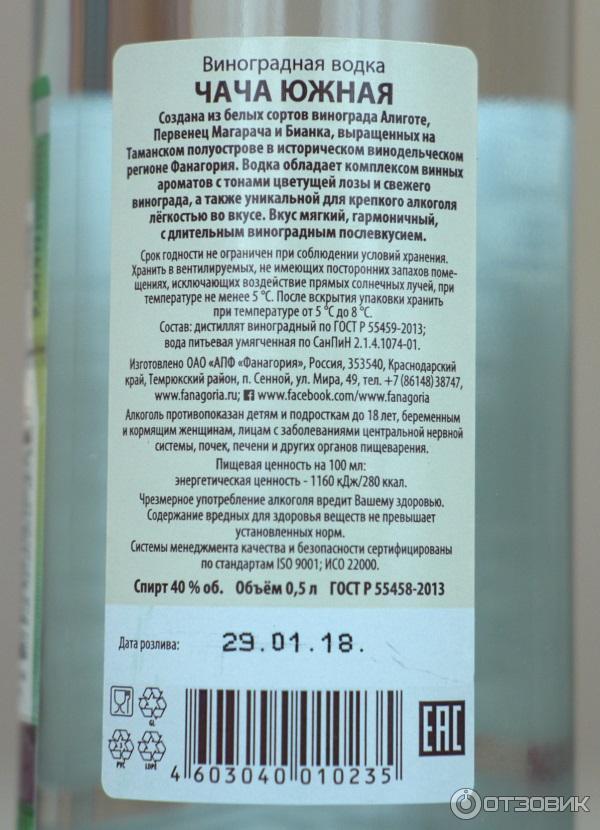 Виноградная водка
ЧАЧА ЮЖНАЯ
Создана из белых сортов винограда Алиготе,
Первенец Магарача и Бианка, выращенных на
Таманском полуострове в историческом винодельческом
регионе Фанагория. Водка обладает комплексом винных
ароматов с тонами цветущей лозы и свежего
винограда, а также уникальной для крепкого алкоголя
лёгкостью во вкусе. Вкус мягкий, гармоничный,
с длительным виноградным послевкусием.
Срок годности не ограничен при соблюдении условий хранения.
Хранить в вентилируемых, не имеющих посторонних запахов поме-
щениях, исключающих воздействие прямых солнечных лучей, при
температуре не менее 5 °С. После вскрытия упаковки хранить
при температуре от 5 °С до 8 °С.
Состав: дистиллят виноградный по ГОСТ Р 55459-2013;
вода питьевая умягченная по СанПиН 2.1.4.1074-01.
Изготовлено ОАО «АПФ «Фанагория», Россия, 353540, Краснодарский
край, Темрюкский район, п. Сенной, ул. Мира, 49, тел. +7 (86148) 38747,
www.fanagoria.ru; www.facebook.com/www.fanagoria
Алкоголь противопоказан детям и подросткам до 18 лет, беременным
и кормящим женщинам, лицам с заболеваниями центральной нервной
системы, почек, печени и других органов пищеварения.
Пищевая ценность на 100 мл:
энергетическая ценность - 1160 кДж/280 ккал.
Чрезмерное употребление алкоголя вредит Вашему здоровью.
Содержание вредных для здоровья веществ не превышает
установленных норм.
Системы менеджмента качества и безопасности сертифицированы
по стандартам ISO 9001; ИСО 22000.
Спирт 40 % об. Объём 0,5 л ГОСТ Р 55458-2013
Дата розлива: 29.01.18.
GL
PVC LDPE
EAC
4 603040 010235
ОТЗОВИК